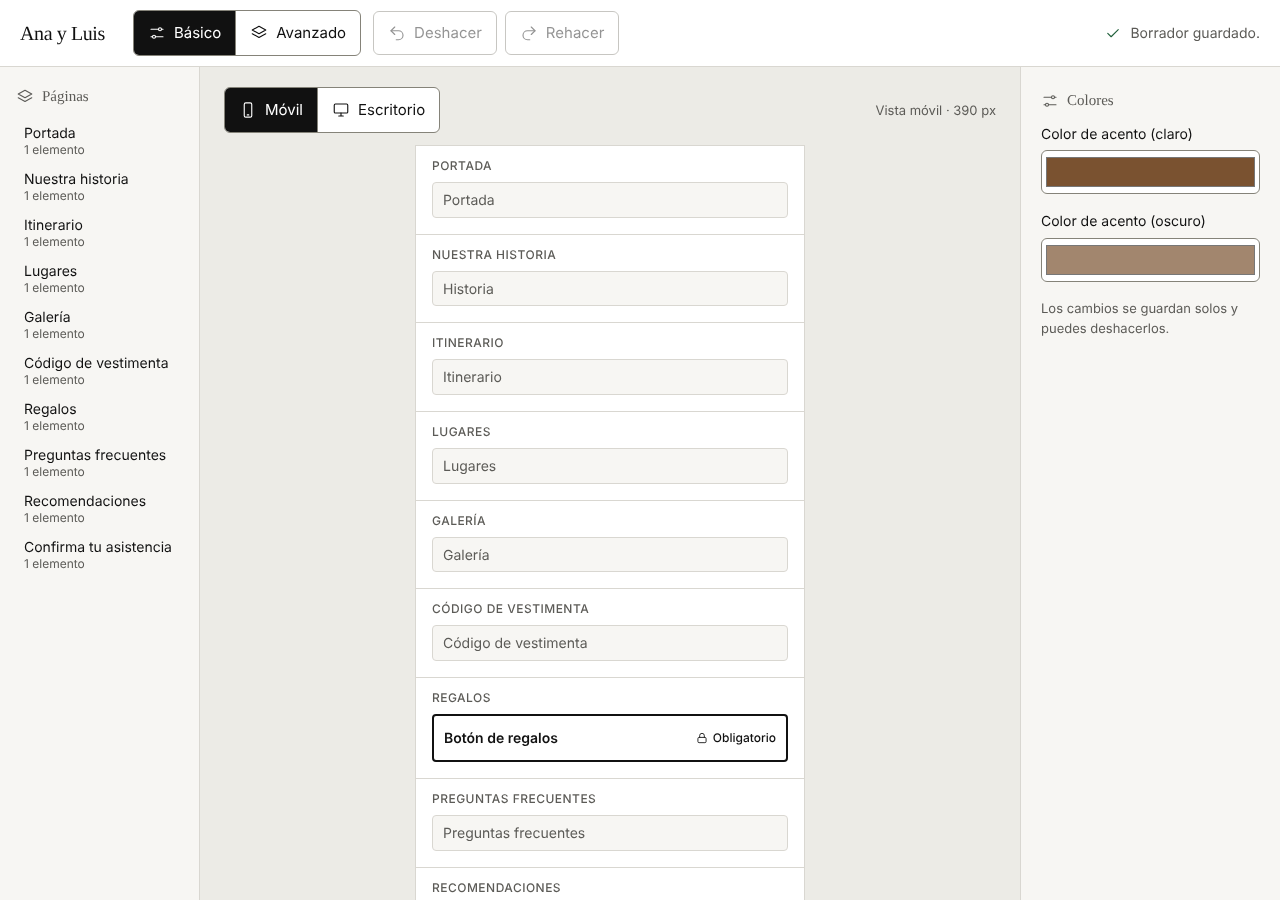 Ana y Luis
Básico
Avanzado
Deshacer
Rehacer
Borrador guardado.
Páginas
Portada
1 elemento
Nuestra historia
1 elemento
Itinerario
1 elemento
Lugares
1 elemento
Galería
1 elemento
Código de vestimenta
1 elemento
Regalos
1 elemento
Preguntas frecuentes
1 elemento
Recomendaciones
1 elemento
Confirma tu asistencia
1 elemento
Móvil
Escritorio
Vista móvil · 390 px
PORTADA
Portada
NUESTRA HISTORIA
Historia
ITINERARIO
Itinerario
LUGARES
Lugares
GALERÍA
Galería
CÓDIGO DE VESTIMENTA
Código de vestimenta
REGALOS
Botón de regalos
Obligatorio
PREGUNTAS FRECUENTES
Preguntas frecuentes
RECOMENDACIONES
Colores
Color de acento (claro)
Color de acento (oscuro)
Los cambios se guardan solos y
puedes deshacerlos.